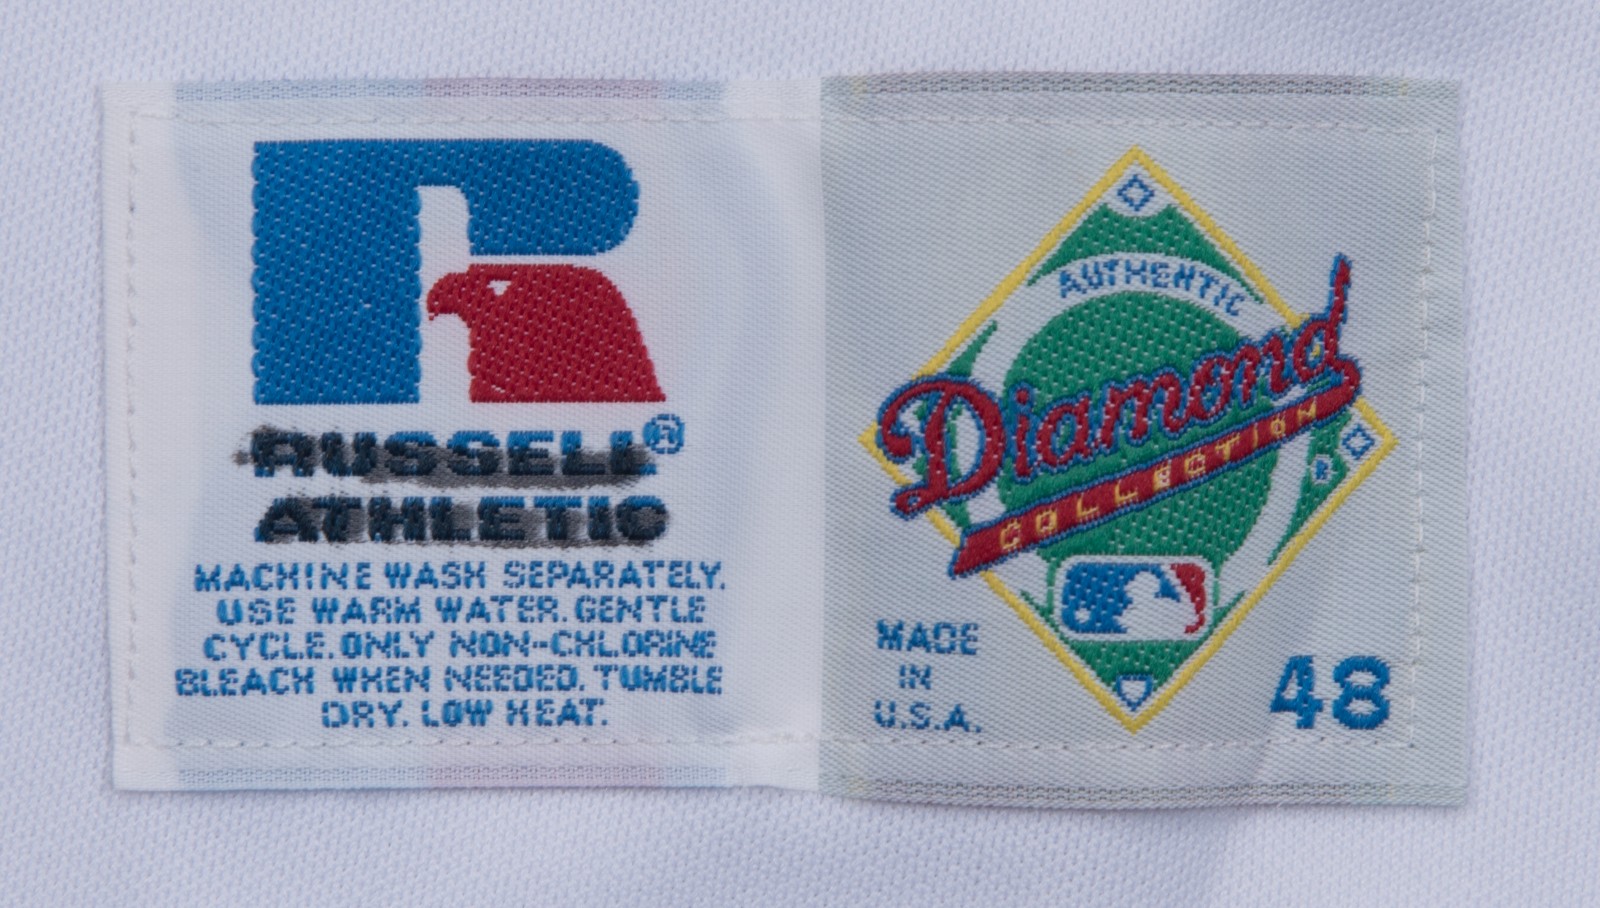 RUSSELL®
ATHLETIC
MACHINE WASH SEPARATELY.
USE WARM WATER. GENTLE
CYCLE. ONLY NON-CHLORINE
BLEACH WHEN NEEDED. TUMBLE
DRY. LOW HEAT.
AUTHENTIC
Diamond
COLLECTION
MADE
IN
U.S.A.
48